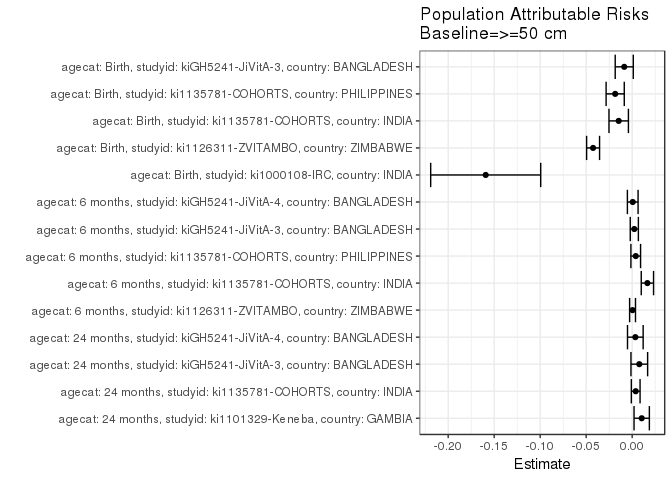 Population Attributable Risks
Baseline=>=50 cm
agecat: Birth, studyid: kiGH5241-JiVitA-3, country: BANGLADESH
agecat: Birth, studyid: ki1135781-COHORTS, country: PHILIPPINES
agecat: Birth, studyid: ki1135781-COHORTS, country: INDIA
agecat: Birth, studyid: ki1126311-ZVITAMBO, country: ZIMBABWE
agecat: Birth, studyid: ki1000108-IRC, country: INDIA
agecat: 6 months, studyid: kiGH5241-JiVitA-4, country: BANGLADESH
agecat: 6 months, studyid: kiGH5241-JiVitA-3, country: BANGLADESH
agecat: 6 months, studyid: ki1135781-COHORTS, country: PHILIPPINES
agecat: 6 months, studyid: ki1135781-COHORTS, country: INDIA
agecat: 6 months, studyid: ki1126311-ZVITAMBO, country: ZIMBABWE
agecat: 24 months, studyid: kiGH5241-JiVitA-4, country: BANGLADESH
agecat: 24 months, studyid: kiGH5241-JiVitA-3, country: BANGLADESH
agecat: 24 months, studyid: ki1135781-COHORTS, country: INDIA
agecat: 24 months, studyid: ki1101329-Keneba, country: GAMBIA
-0.20 -0.15 -0.10 -0.05 0.00
Estimate